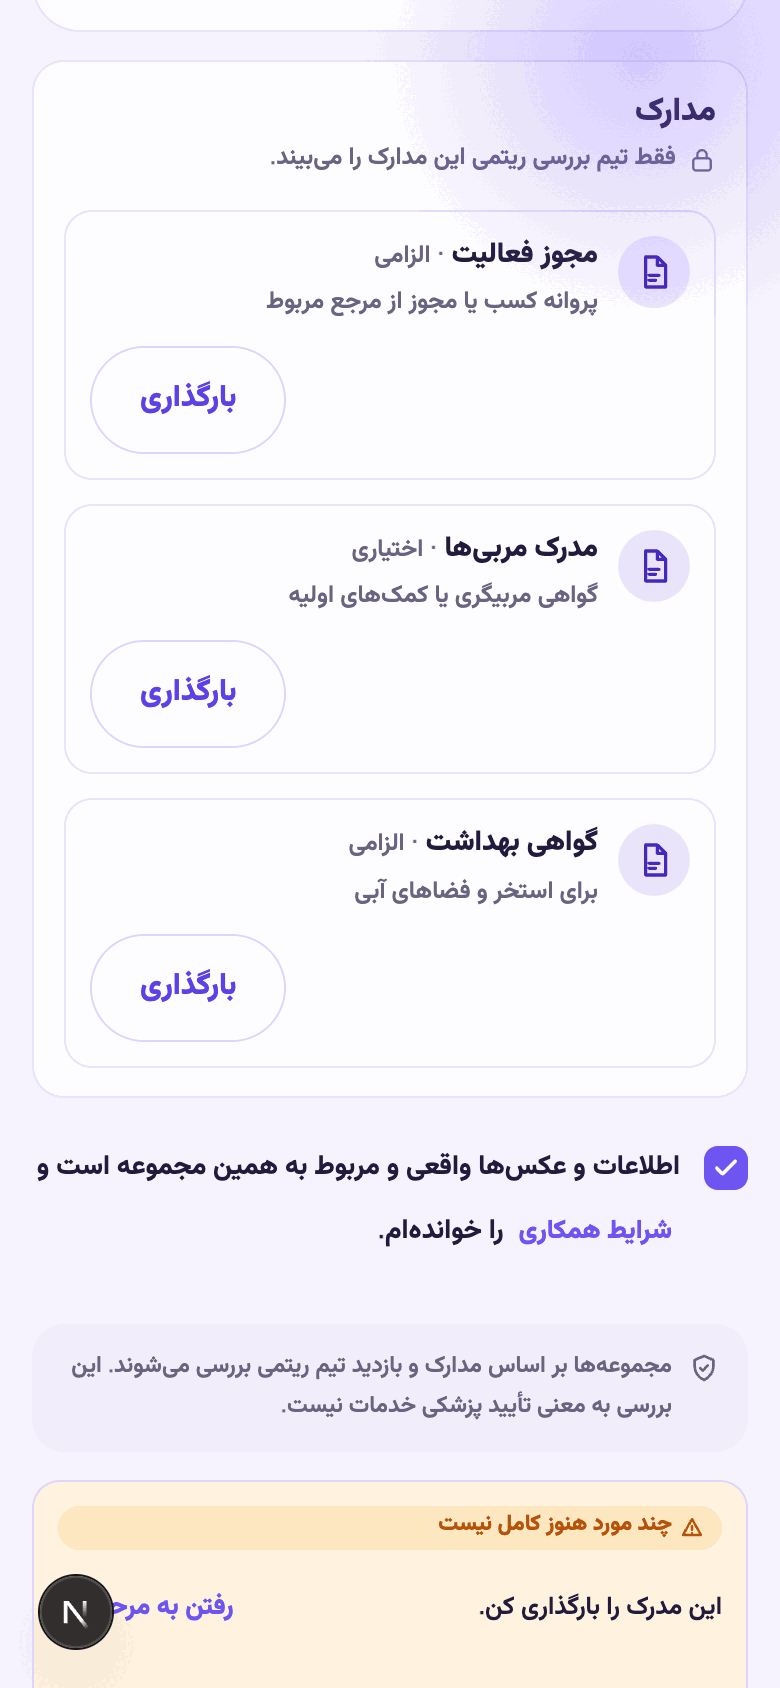 مدارک
فقط تیم بررسی ریتمی این مدارک را می‌بیند.
مجوز فعالیت · الزامی
پروانه کسب یا مجوز از مرجع مربوط
بارگذاری
مدرک مربی‌ها · اختیاری
گواهی مربیگری یا کمک‌های اولیه
بارگذاری
گواهی بهداشت · الزامی
برای استخر و فضاهای آبی
بارگذاری
اطلاعات و عکس‌ها واقعی و مربوط به همین مجموعه است و
شرایط همکاری را خوانده‌ام.
مجموعه‌ها بر اساس مدارک و بازدید تیم ریتمی بررسی می‌شوند. این
بررسی به معنی تأیید پزشکی خدمات نیست.
چند مورد هنوز کامل نیست
این مدرک را بارگذاری کن. رفتن به
N